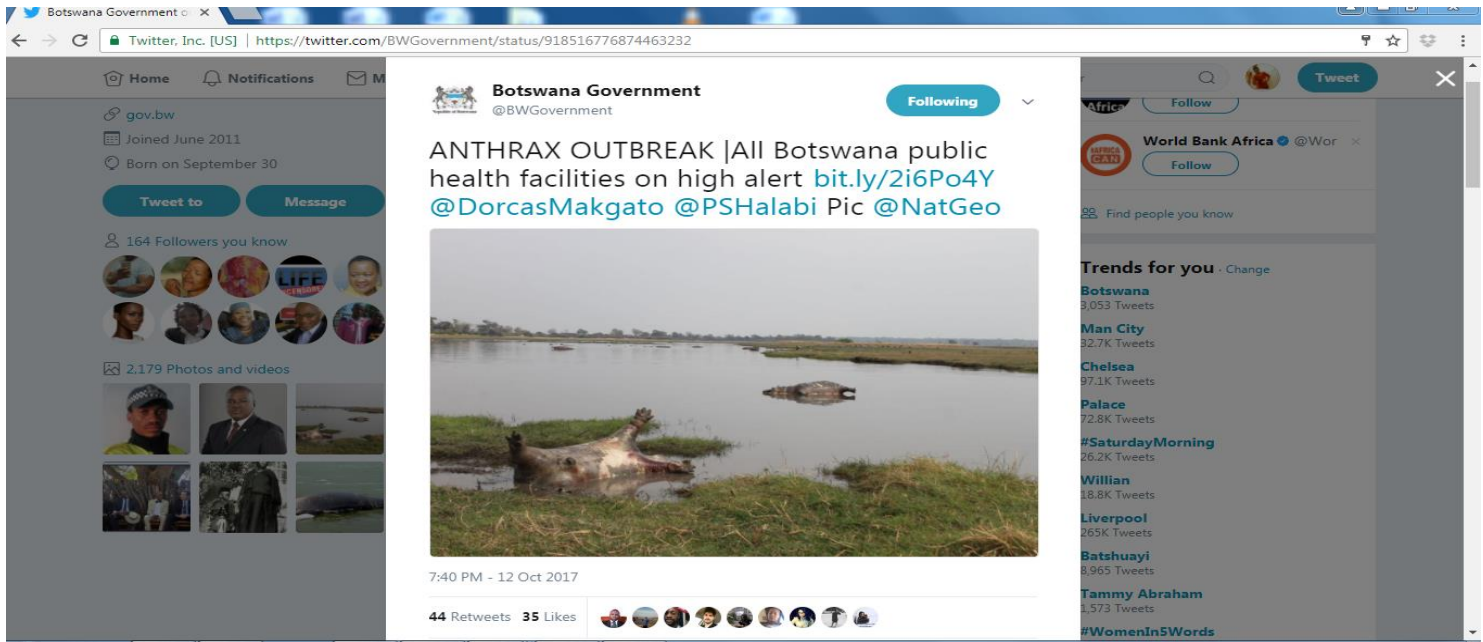 Botswana Government o
Twitter, Inc. [US] | https://twitter.com/BWGovernment/status/918516776874463232
Home Notifications M
Tweet
gov.bw
Joined June 2011
Born on September 30
Tweet to Message
164 Followers you know
2,179 Photos and videos
Botswana Government
@BWGovernment
Following
ANTHRAX OUTBREAK |All Botswana public
health facilities on high alert bit.ly/2i6Po4Y
@DorcasMakgato @PSHalabi Pic @NatGeo
7:40 PM - 12 Oct 2017
44 Retweets 35 Likes
Africa
Follow
AFRICA
CAN
World Bank Africa @Wor
Follow
Find people you know
Trends for you · Change
Botswana
3,053 Tweets
Man City
32.7K Tweets
Chelsea
97.1K Tweets
Palace
72.8K Tweets
#SaturdayMorning
26.2K Tweets
Willian
18.8K Tweets
Liverpool
265K Tweets
Batshuayi
8,965 Tweets
Tammy Abraham
1,573 Tweets
#WomenIn5Words